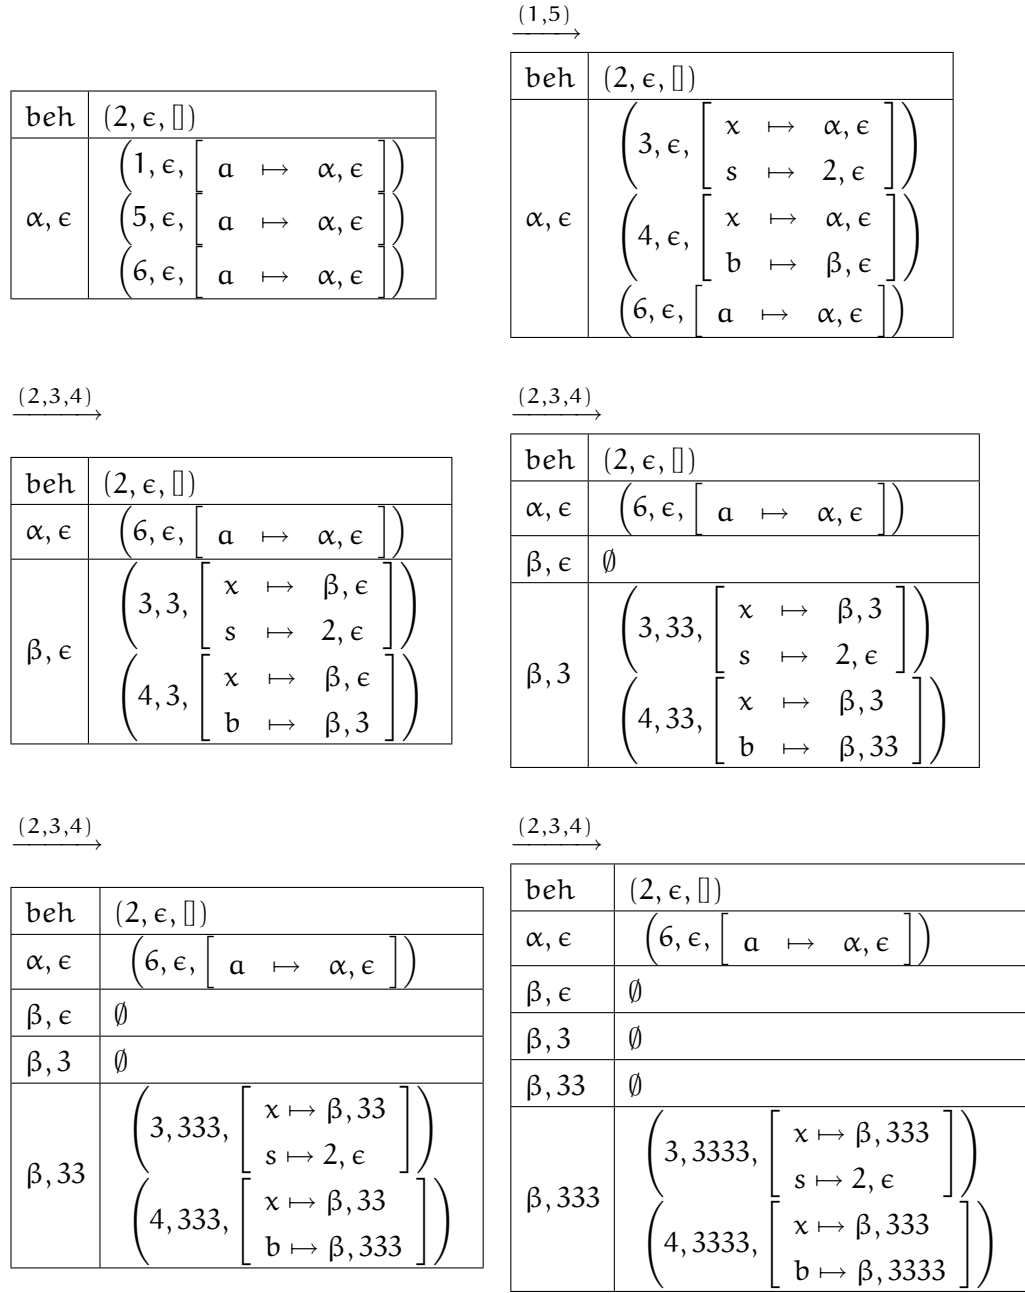 beh (2, ϵ, [])
α, ϵ
(1, ϵ, [ a ↦ α, ϵ ])
(5, ϵ, [ a ↦ α, ϵ ])
(6, ϵ, [ a ↦ α, ϵ ])
(1,5)
beh (2, ϵ, [])
α, ϵ
(3, ϵ, [ x ↦ α, ϵ
s ↦ 2, ϵ ])
(4, ϵ, [ x ↦ α, ϵ
b ↦ β, ϵ ])
(6, ϵ, [ a ↦ α, ϵ ])
(2,3,4)
beh (2, ϵ, [])
α, ϵ (6, ϵ, [ a ↦ α, ϵ ])
β, ϵ
(3, 3, [ x ↦ β, ϵ
s ↦ 2, ϵ ])
(4, 3, [ x ↦ β, ϵ
b ↦ β, 3 ])
(2,3,4)
beh (2, ϵ, [])
α, ϵ (6, ϵ, [ a ↦ α, ϵ ])
β, ϵ ∅
β, 3
(3, 33, [ x ↦ β, 3
s ↦ 2, ϵ ])
(4, 33, [ x ↦ β, 3
b ↦ β, 33 ])
(2,3,4)
beh (2, ϵ, [])
α, ϵ (6, ϵ, [ a ↦ α, ϵ ])
β, ϵ ∅
β, 3 ∅
β, 33
(3, 333, [ x ↦ β, 33
s ↦ 2, ϵ ])
(4, 333, [ x ↦ β, 33
b ↦ β, 333 ])
(2,3,4)
beh (2, ϵ, [])
α, ϵ (6, ϵ, [ a ↦ α, ϵ ])
β, ϵ ∅
β, 3 ∅
β, 33 ∅
β, 333
(3, 3333, [ x ↦ β, 333
s ↦ 2, ϵ ])
(4, 3333, [ x ↦ β, 333
b ↦ β, 3333 ])